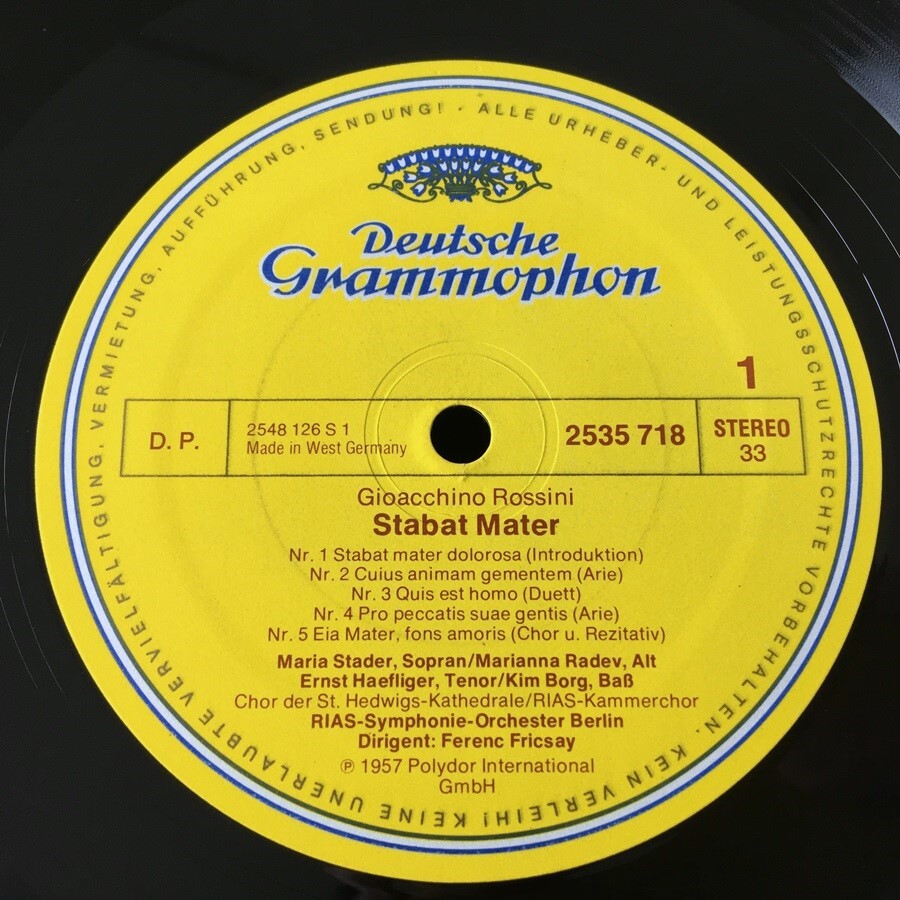 ALLE URHEBER- UND LEISTUNGSSCHUTZRECHTE VORBEHALTEN. KEIN VERLEIH! KEINE UNERLAUBTE VERVIELFÄLTIGUNG, VERMIETUNG, AUFFÜHRUNG, SENDUNG! ·
Deutsche
Grammophon
1
D. P.
2548 126 S 1
Made in West Germany
2535 718
STEREO
33
Gioacchino Rossini
Stabat Mater
Nr. 1 Stabat mater dolorosa (Introduktion)
Nr. 2 Cuius animam gementem (Arie)
Nr. 3 Quis est homo (Duett)
Nr. 4 Pro peccatis suae gentis (Arie)
Nr. 5 Eia Mater, fons amoris (Chor u. Rezitativ)
Maria Stader, Sopran/Marianna Radev, Alt
Ernst Haefliger, Tenor/Kim Borg, Baß
Chor der St. Hedwigs-Kathedrale/RIAS-Kammerchor
RIAS-Symphonie-Orchester Berlin
Dirigent: Ferenc Fricsay
℗ 1957 Polydor International
GmbH